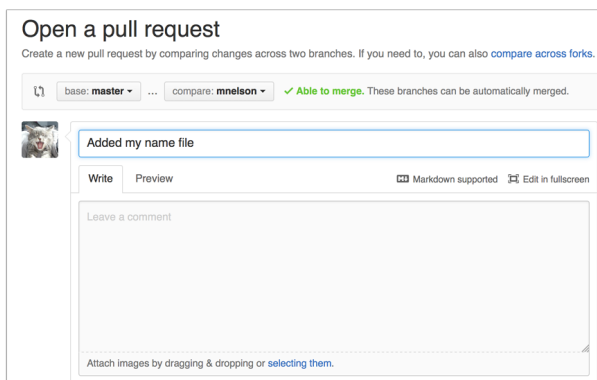 Open a pull request
Create a new pull request by comparing changes across two branches. If you need to, you can also compare across forks.
base: master ... compare: mnelson ✓ Able to merge. These branches can be automatically merged.
Added my name file
Write Preview Markdown supported Edit in fullscreen
Leave a comment
Attach images by dragging & dropping or selecting them.